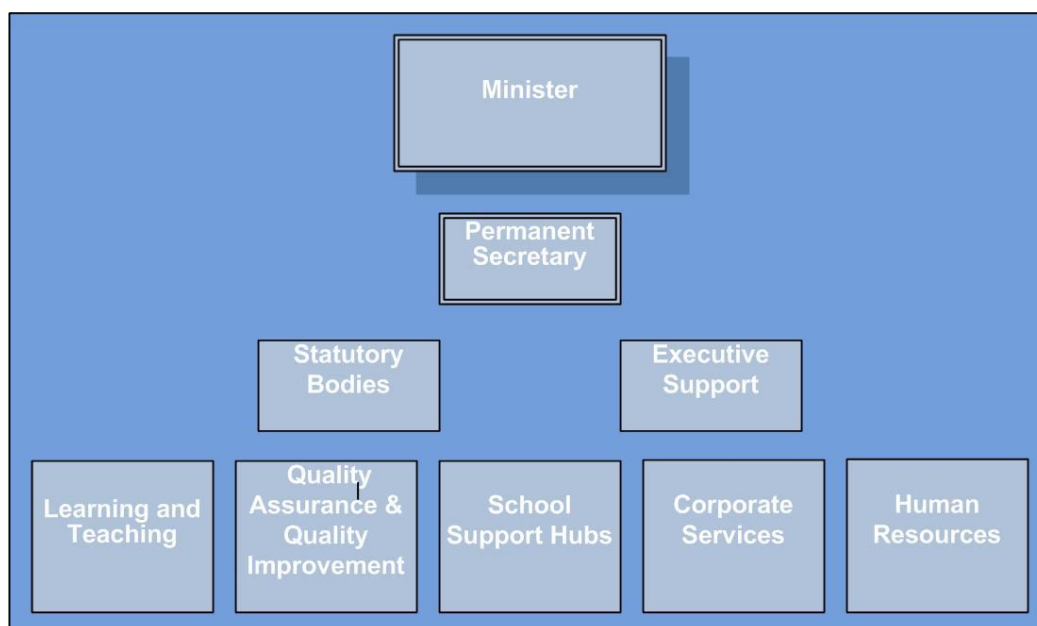 Minister
Permanent
Secretary
Statutory
Bodies
Executive
Support
Learning and
Teaching
Quality
Assurance &
Quality
Improvement
School
Support Hubs
Corporate
Services
Human
Resources